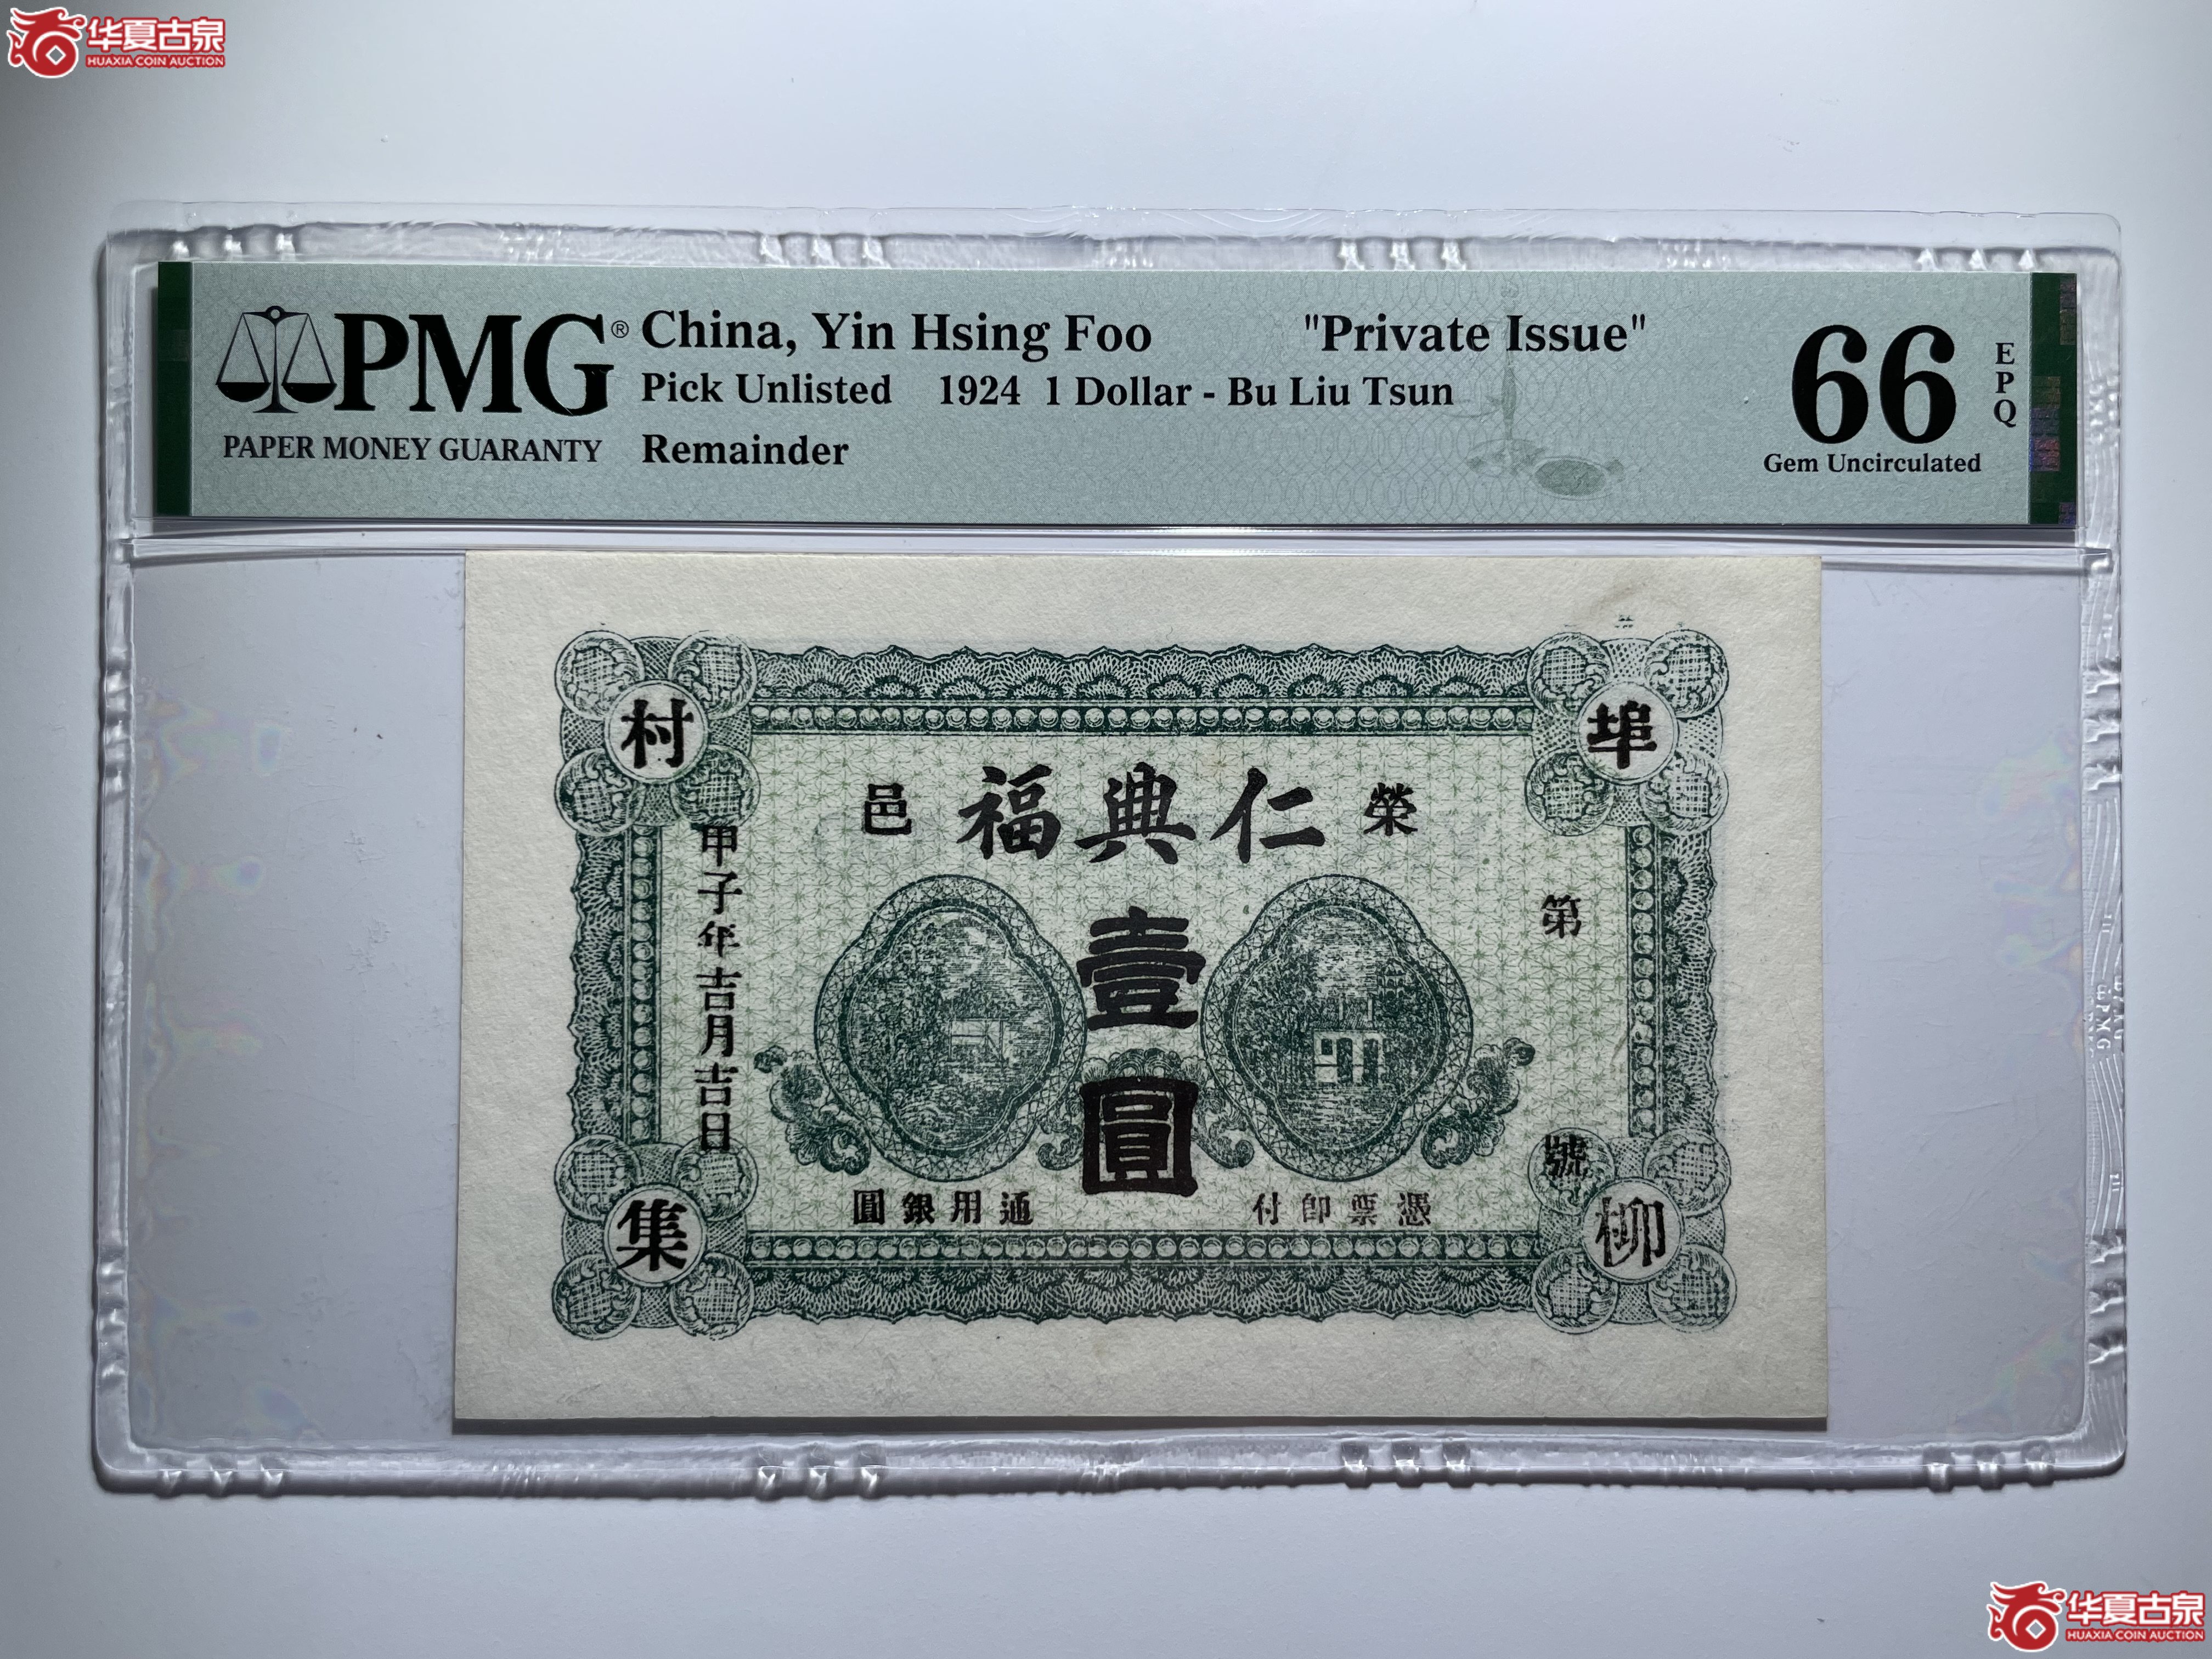 华夏古泉
HUAXIA COIN AUCTION
PMG®
PAPER MONEY GUARANTY
China, Yin Hsing Foo "Private Issue"
Pick Unlisted 1924 1 Dollar - Bu Liu Tsun
Remainder
66
EPQ
Gem Uncirculated
埠
柳
村
集
榮
仁興福
邑
第
號
壹圓
甲子年吉月吉日
憑票即付
通用銀圓
华夏古泉
HUAXIA COIN AUCTION